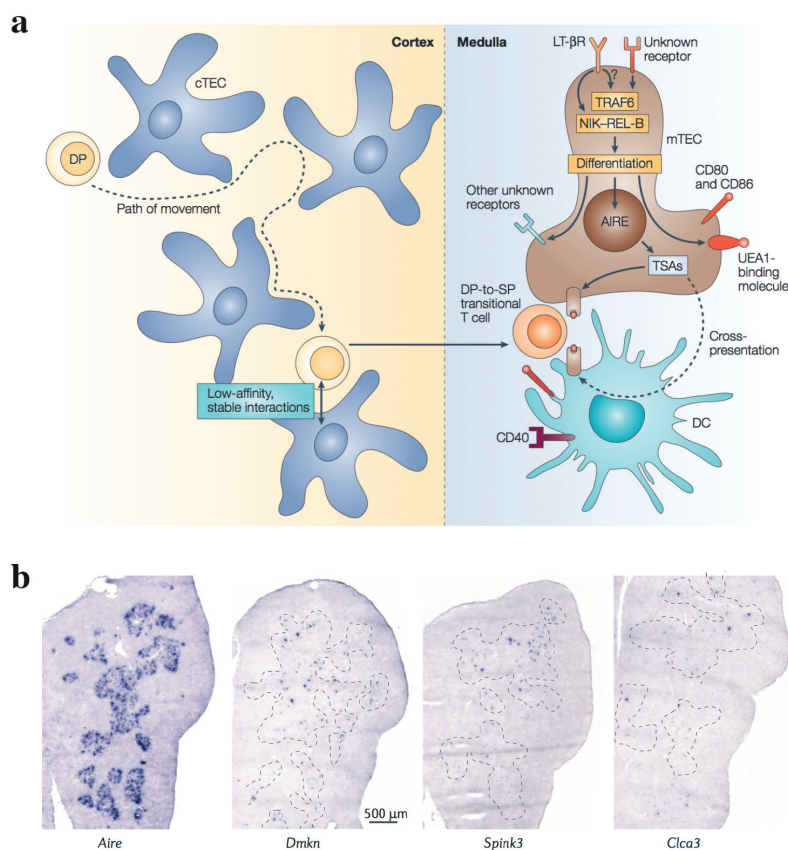 a
Cortex
Medulla
cTEC
DP
Path of movement
Low-affinity,
stable interactions
LT-βR
Unknown
receptor
?
TRAF6
NIK–REL-B
mTEC
Differentiation
CD80
and CD86
Other unknown
receptors
AIRE
TSAs
UEA1-
binding
molecule
DP-to-SP
transitional
T cell
Cross-
presentation
CD40
DC
b
500 µm
Aire
Dmkn
Spink3
Clca3